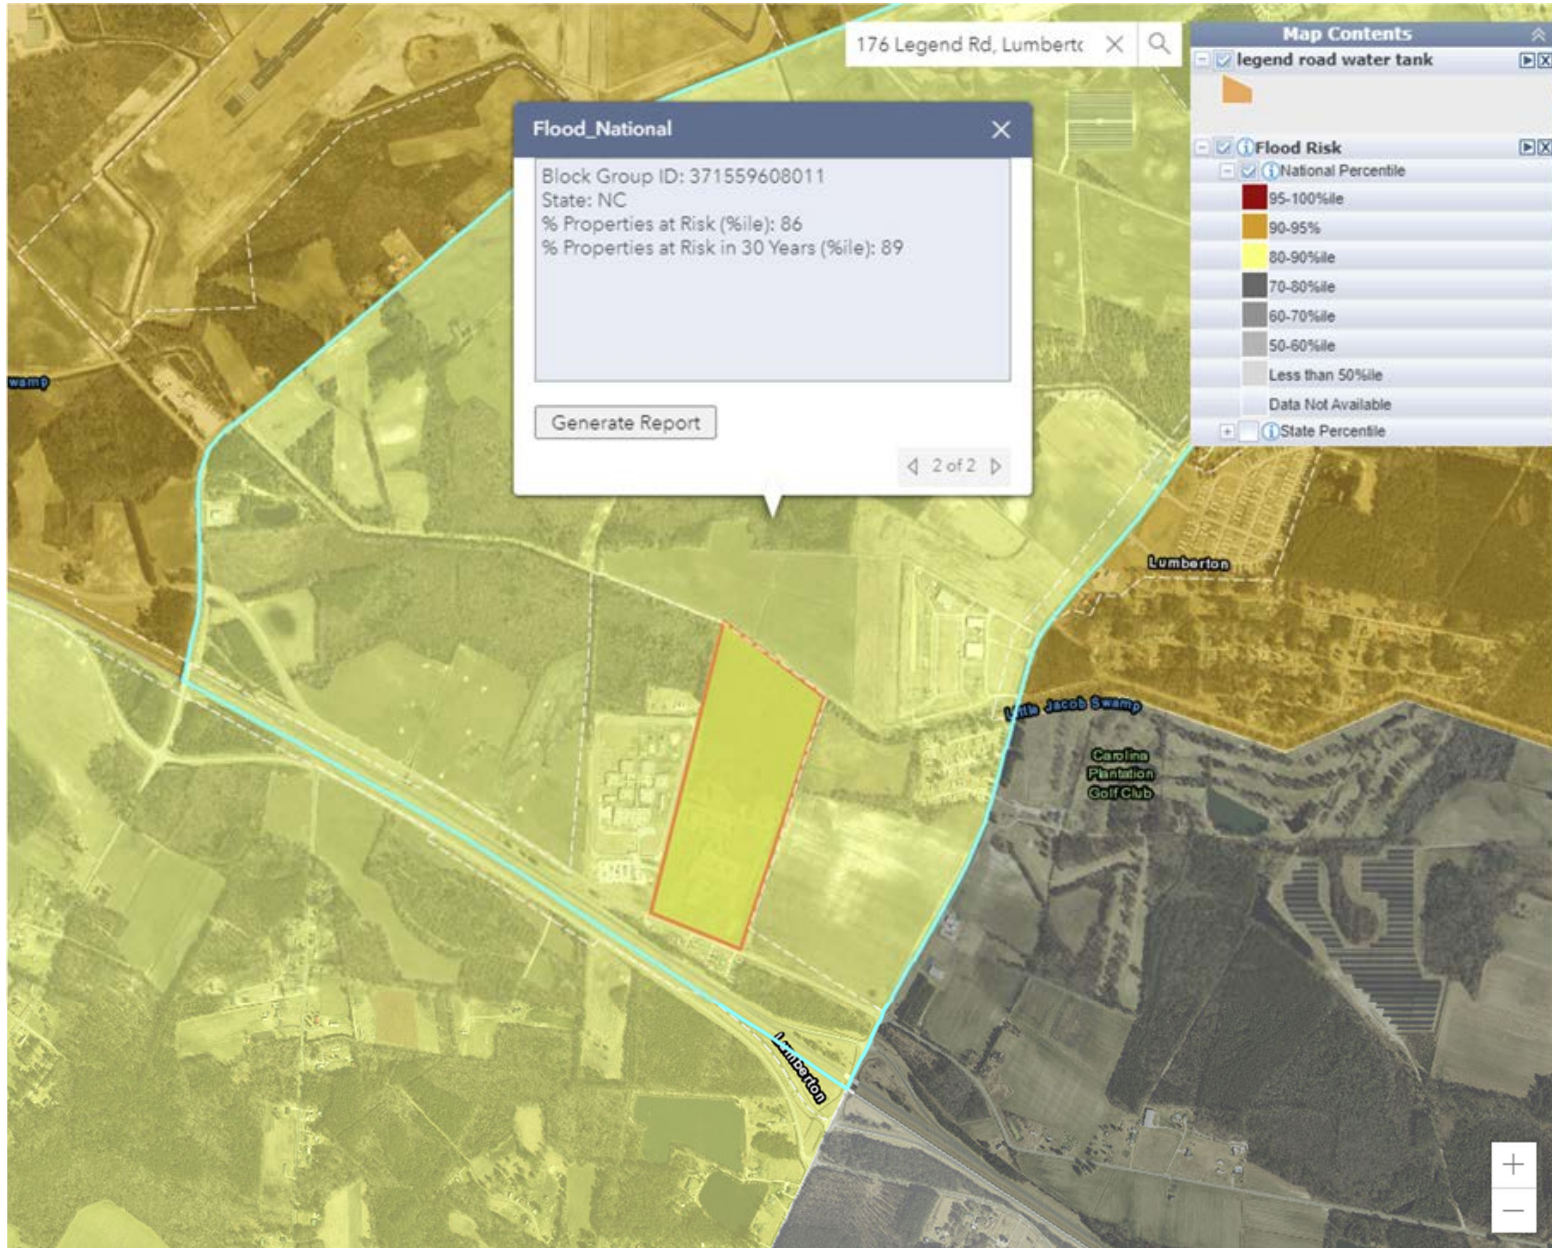 176 Legend Rd, Lumberto
Map Contents
legend road water tank
Flood_National
Block Group ID: 371559608011
State: NC
% Properties at Risk (%ile): 86
% Properties at Risk in 30 Years (%ile): 89
Generate Report
2 of 2
Flood Risk
National Percentile
95-100%ile
90-95%
80-90%ile
70-80%ile
60-70%ile
50-60%ile
Less than 50%ile
Data Not Available
State Percentile
wamp
Lumberton
Little Jacob Swamp
Carolina
Plantation
Golf Club
Lumberton